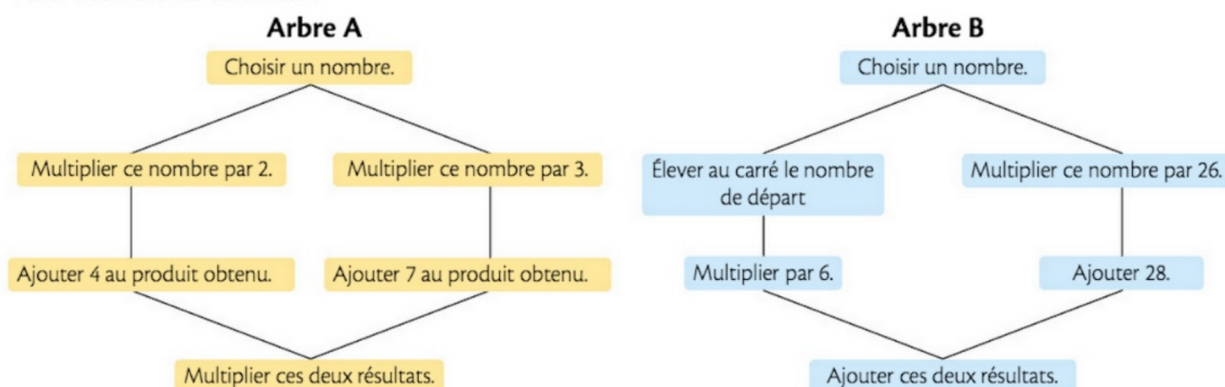 Arbre A
Choisir un nombre.
Multiplier ce nombre par 2.
Multiplier ce nombre par 3.
Ajouter 4 au produit obtenu.
Ajouter 7 au produit obtenu.
Multiplier ces deux résultats.
Arbre B
Choisir un nombre.
Élever au carré le nombre
de départ
Multiplier ce nombre par 26.
Multiplier par 6.
Ajouter 28.
Ajouter ces deux résultats.